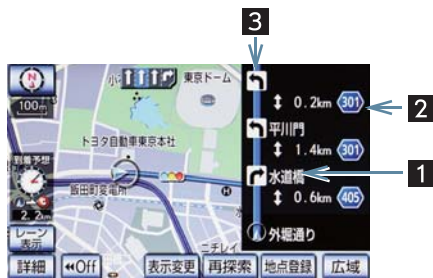 3
小
東京ドーム
N
100m
0.2km 301
2
平川門
トヨタ自動車東京本社
1.4km 301
到着予想
水道橋
1
飯田町変電所
0.6km 405
2.2km
外堀通り
レーン
表示
ニチレイ
詳細 ◀◀Off 表示変更 再探索 地点登録 広域